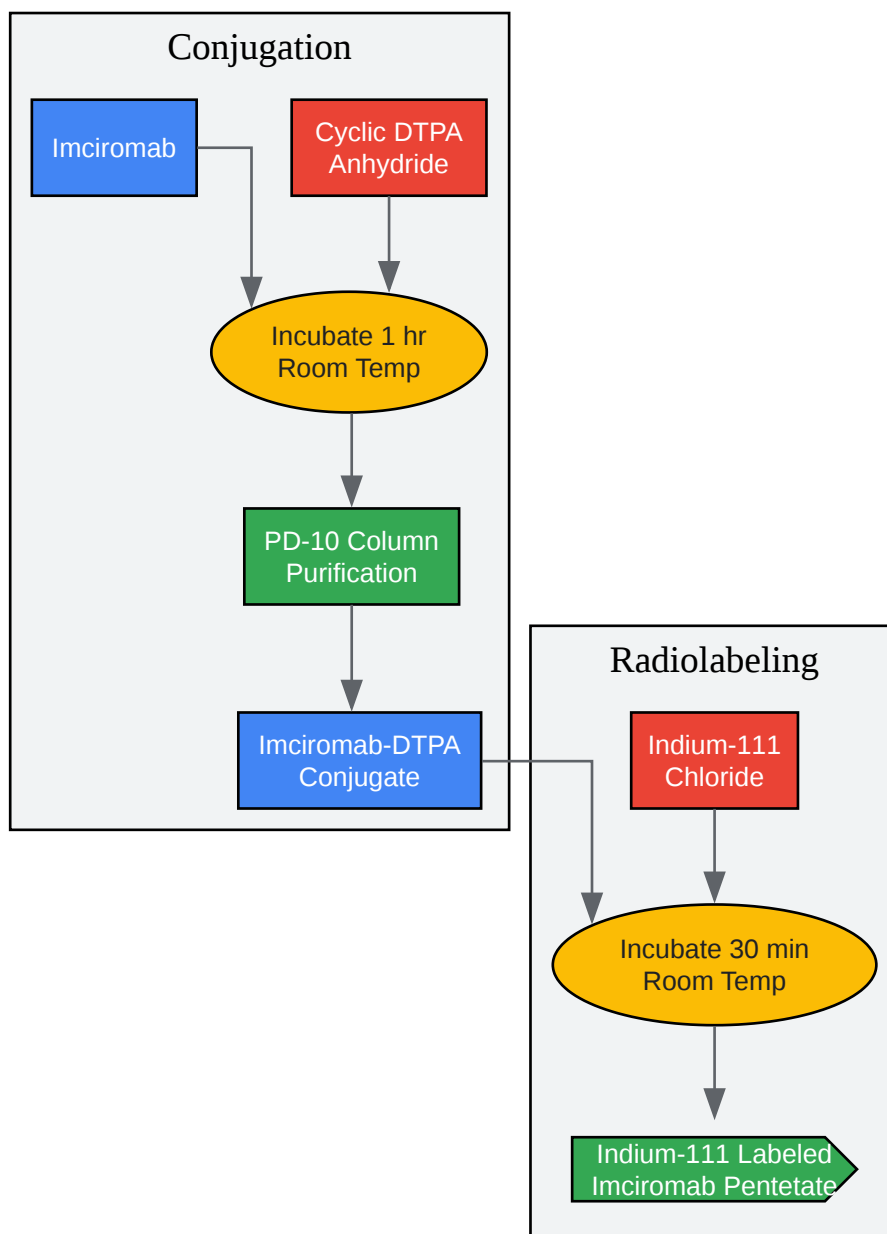 Conjugation
Imciromab
Cyclic DTPA
Anhydride
Incubate 1 hr
Room Temp
PD-10 Column
Purification
Imciromab-DTPA
Conjugate
Radiolabeling
Indium-111
Chloride
Incubate 30 min
Room Temp
Indium-111 Labeled
Imciromab Pentetate